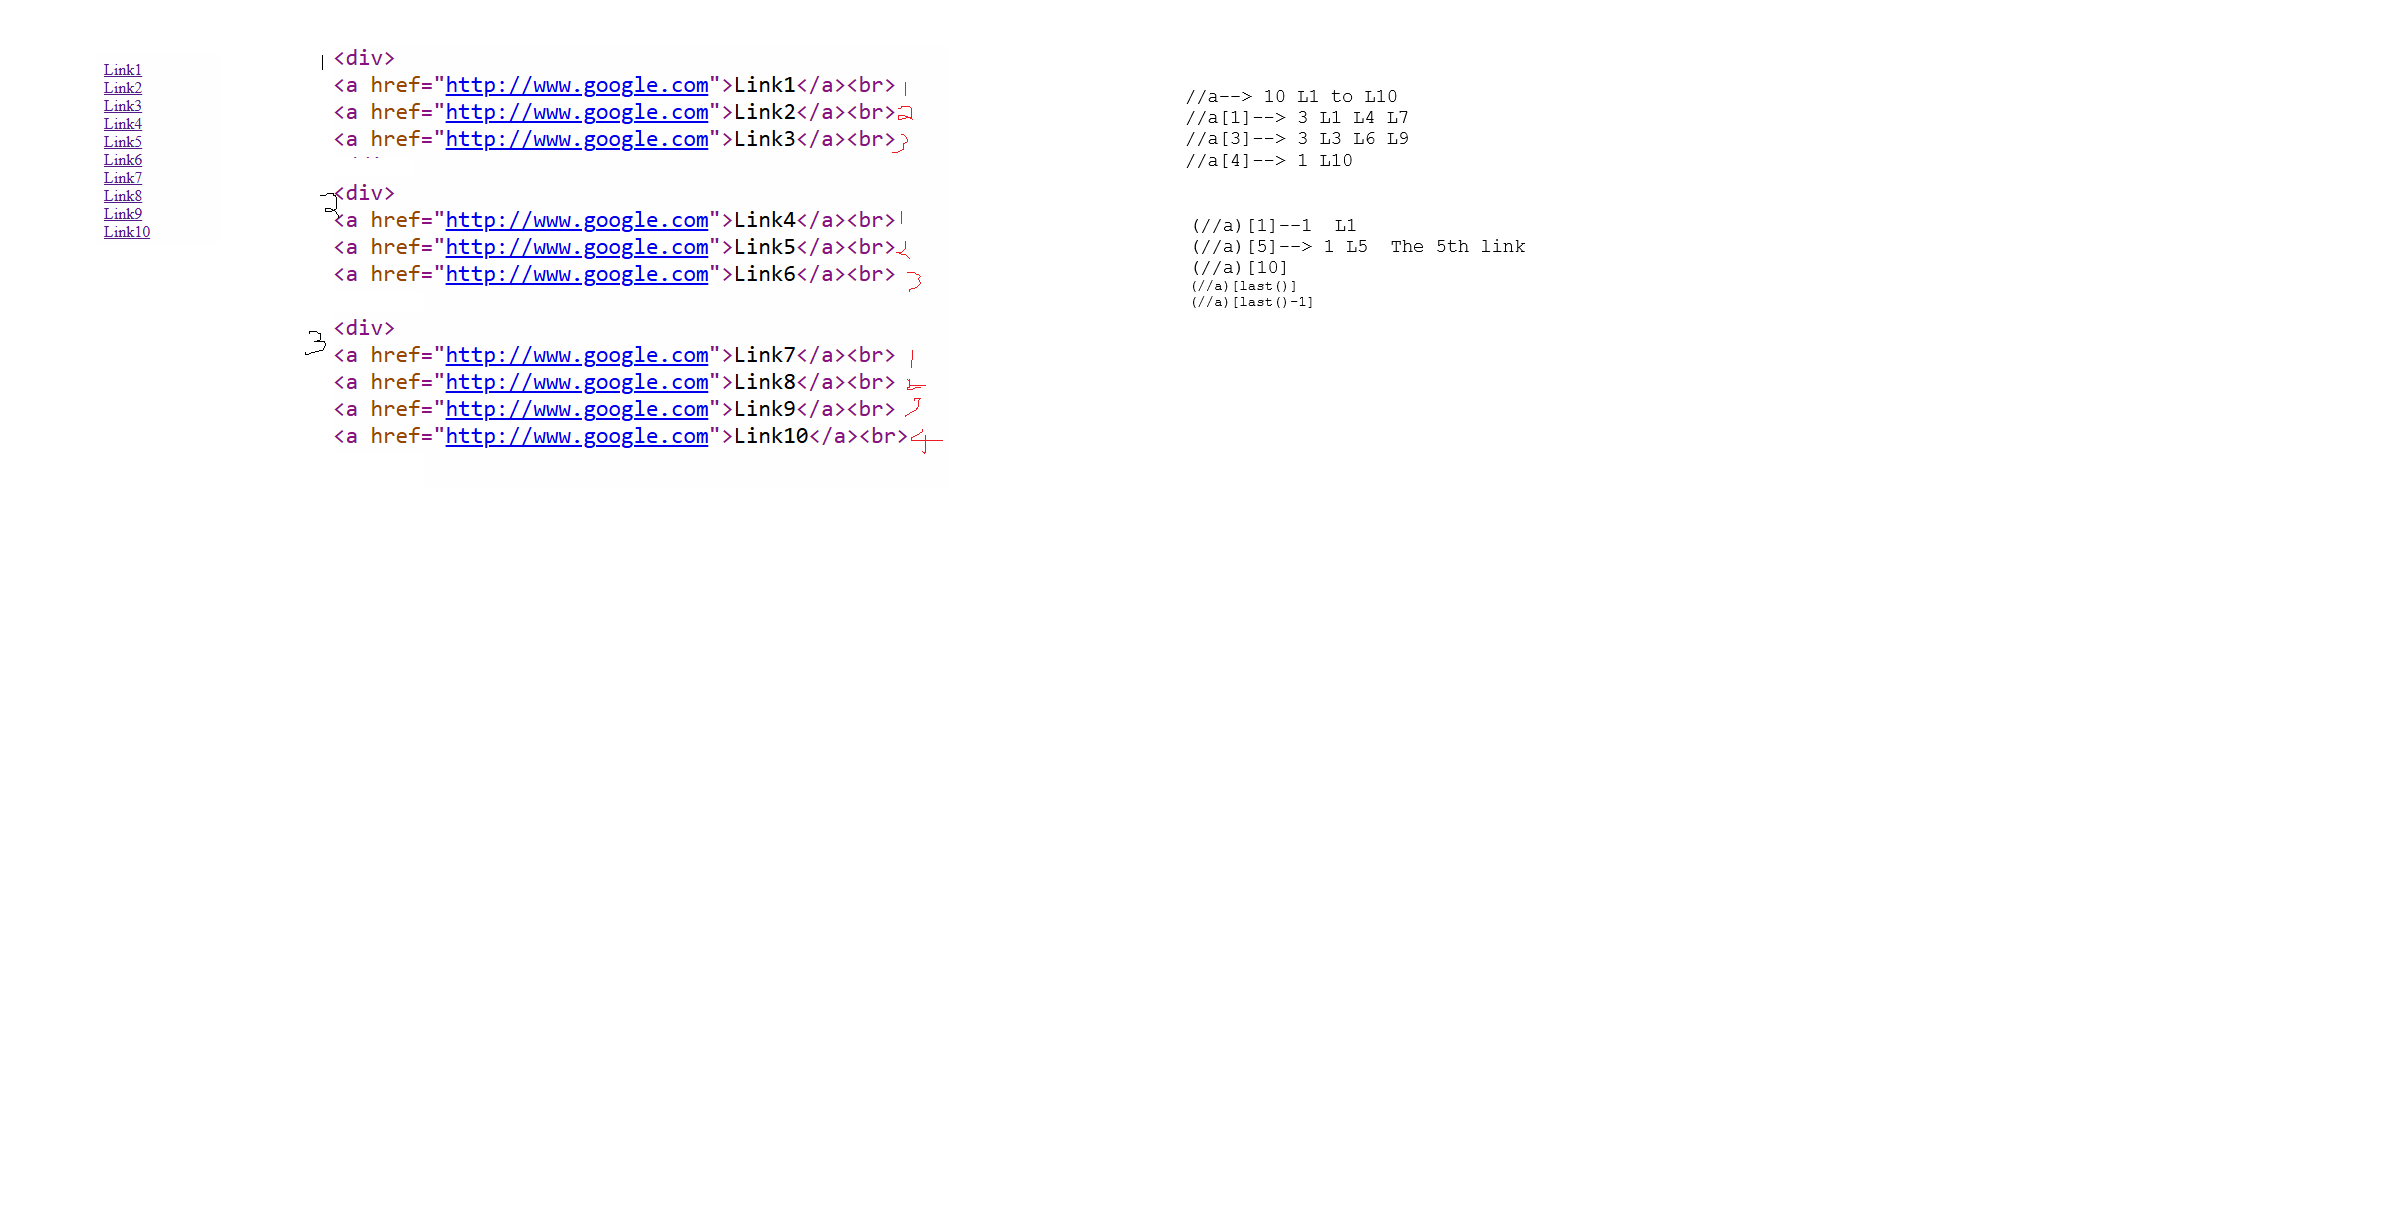 Link1
Link2
Link3
Link4
Link5
Link6
Link7
Link8
Link9
Link10
1 <div>
<a href="http://www.google.com">Link1</a><br> 1
<a href="http://www.google.com">Link2</a><br>2
<a href="http://www.google.com">Link3</a><br>3
2 <div>
<a href="http://www.google.com">Link4</a><br>1
<a href="http://www.google.com">Link5</a><br>2
<a href="http://www.google.com">Link6</a><br> 3
3 <div>
<a href="http://www.google.com">Link7</a><br> 1
<a href="http://www.google.com">Link8</a><br> 2
<a href="http://www.google.com">Link9</a><br> 3
<a href="http://www.google.com">Link10</a><br>4
//a--> 10 L1 to L10
//a[1]--> 3 L1 L4 L7
//a[3]--> 3 L3 L6 L9
//a[4]--> 1 L10
(//a)[1]--1  L1
(//a)[5]--> 1 L5  The 5th link
(//a)[10]
(//a)[last()]
(//a)[last()-1]